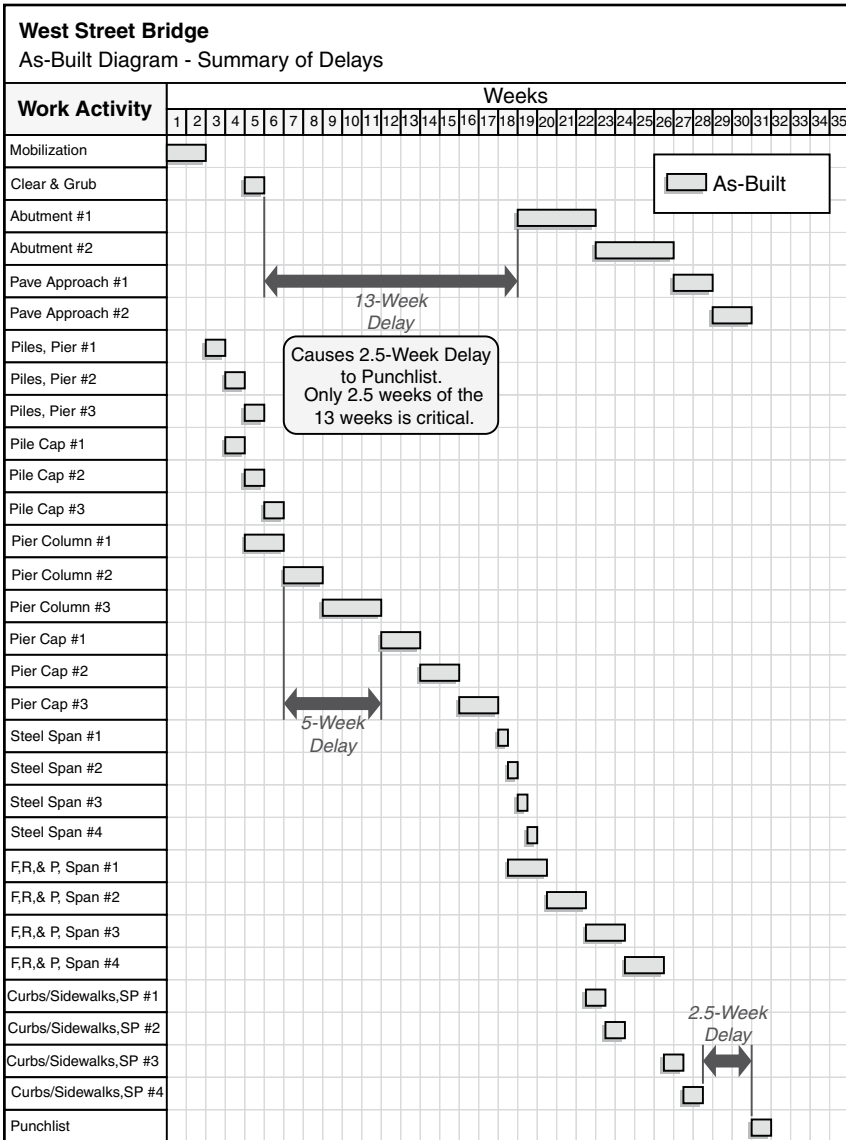 West Street Bridge
As-Built Diagram - Summary of Delays
Work Activity
Weeks
1 2 3 4 5 6 7 8 9 10 11 12 13 14 15 16 17 18 19 20 21 22 23 24 25 26 27 28 29 30 31 32 33 34 35
Mobilization
Clear & Grub
As-Built
Abutment #1
Abutment #2
Pave Approach #1
13-Week
Delay
Pave Approach #2
Piles, Pier #1
Causes 2.5-Week Delay
to Punchlist.
Only 2.5 weeks of the
13 weeks is critical.
Piles, Pier #2
Piles, Pier #3
Pile Cap #1
Pile Cap #2
Pile Cap #3
Pier Column #1
Pier Column #2
Pier Column #3
Pier Cap #1
Pier Cap #2
Pier Cap #3
5-Week
Delay
Steel Span #1
Steel Span #2
Steel Span #3
Steel Span #4
F,R,& P, Span #1
F,R,& P, Span #2
F,R,& P, Span #3
F,R,& P, Span #4
Curbs/Sidewalks,SP #1
Curbs/Sidewalks,SP #2
2.5-Week
Delay
Curbs/Sidewalks,SP #3
Curbs/Sidewalks,SP #4
Punchlist